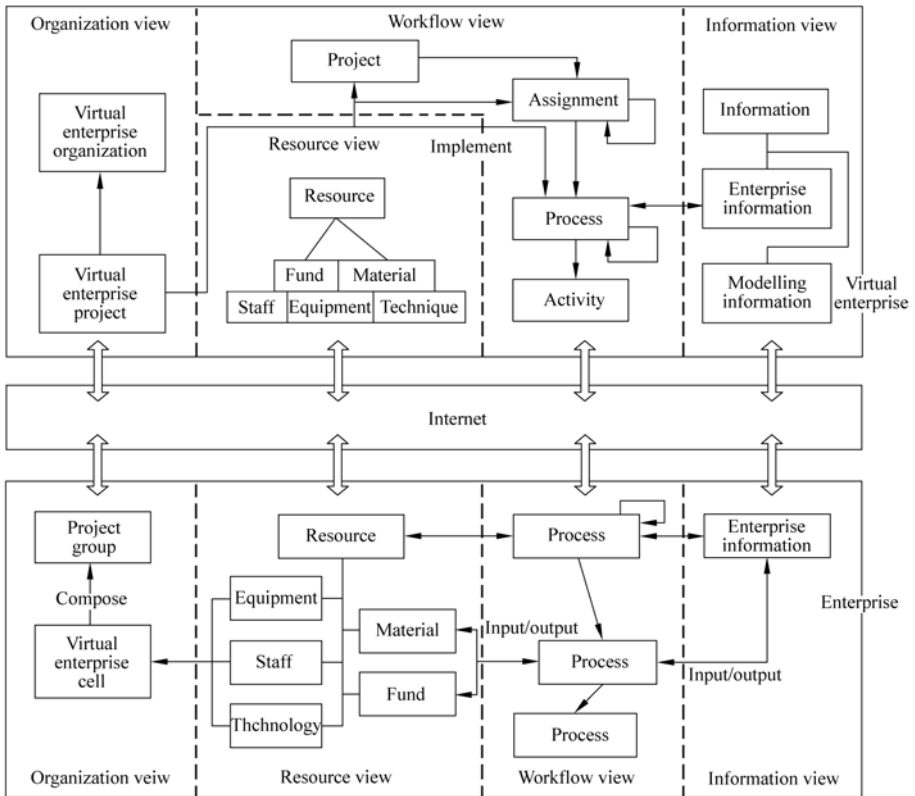 Organization view
Workflow view
Information view
Project
Virtual
enterprise
organization
Assignment
Information
Resource view
Implement
Resource
Process
Enterprise
information
Fund
Material
Virtual
enterprise
project
Staff
Equipment
Technique
Activity
Modelling
information
Virtual
enterprise
Internet
Project
group
Resource
Process
Enterprise
information
Compose
Equipment
Enterprise
Material
Input/output
Virtual
enterprise
cell
Staff
Process
Input/output
Fund
Thchnology
Process
Organization veiw
Resource view
Workflow view
Information view